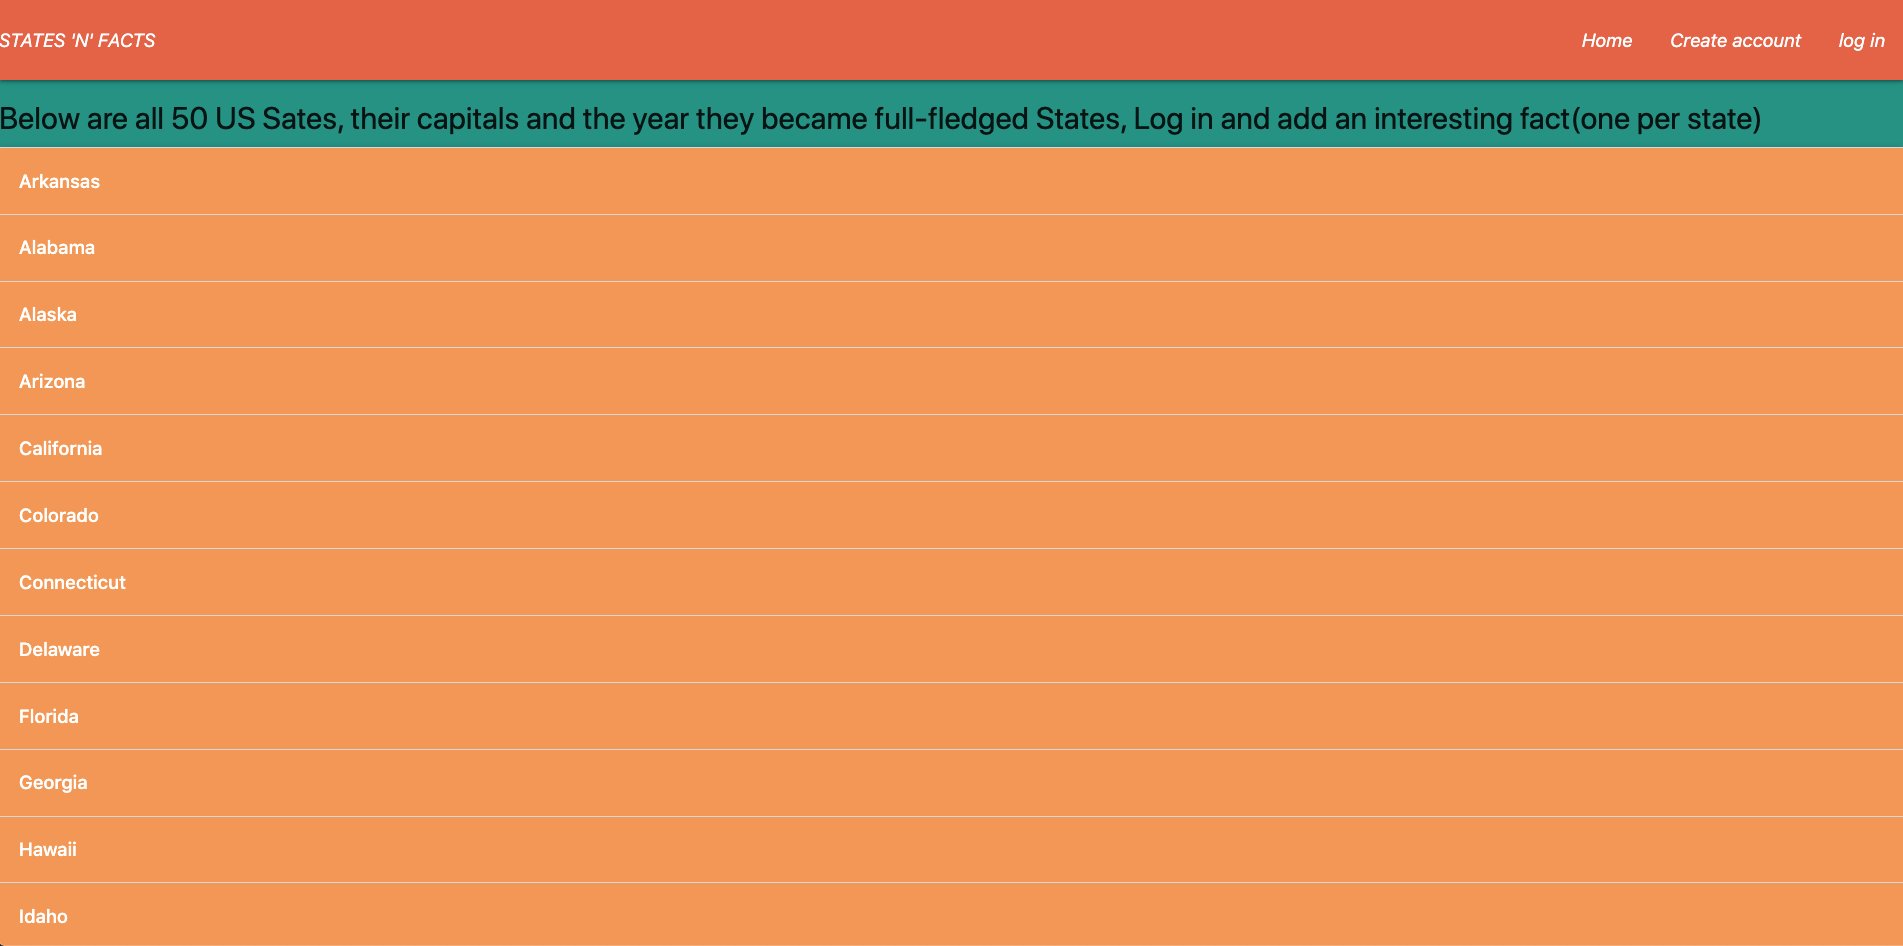 STATES 'N' FACTS
Home Create account log in
Below are all 50 US Sates, their capitals and the year they became full-fledged States, Log in and add an interesting fact(one per state)
Arkansas
Alabama
Alaska
Arizona
California
Colorado
Connecticut
Delaware
Florida
Georgia
Hawaii
Idaho